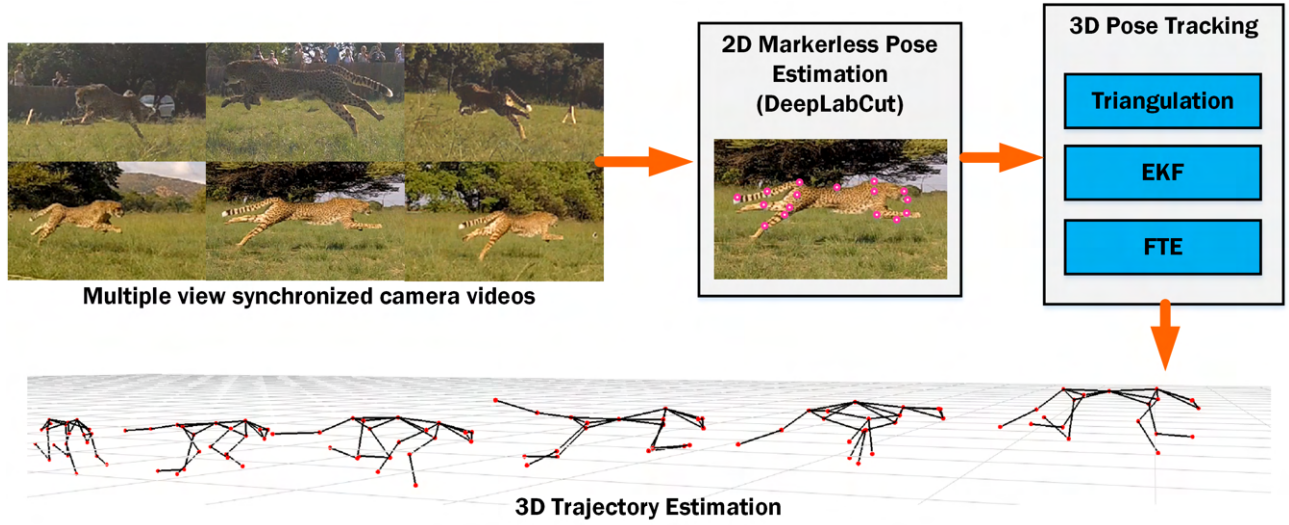 2D Markerless Pose
Estimation
(DeepLabCut)
3D Pose Tracking
Triangulation
EKF
FTE
Multiple view synchronized camera videos
3D Trajectory Estimation